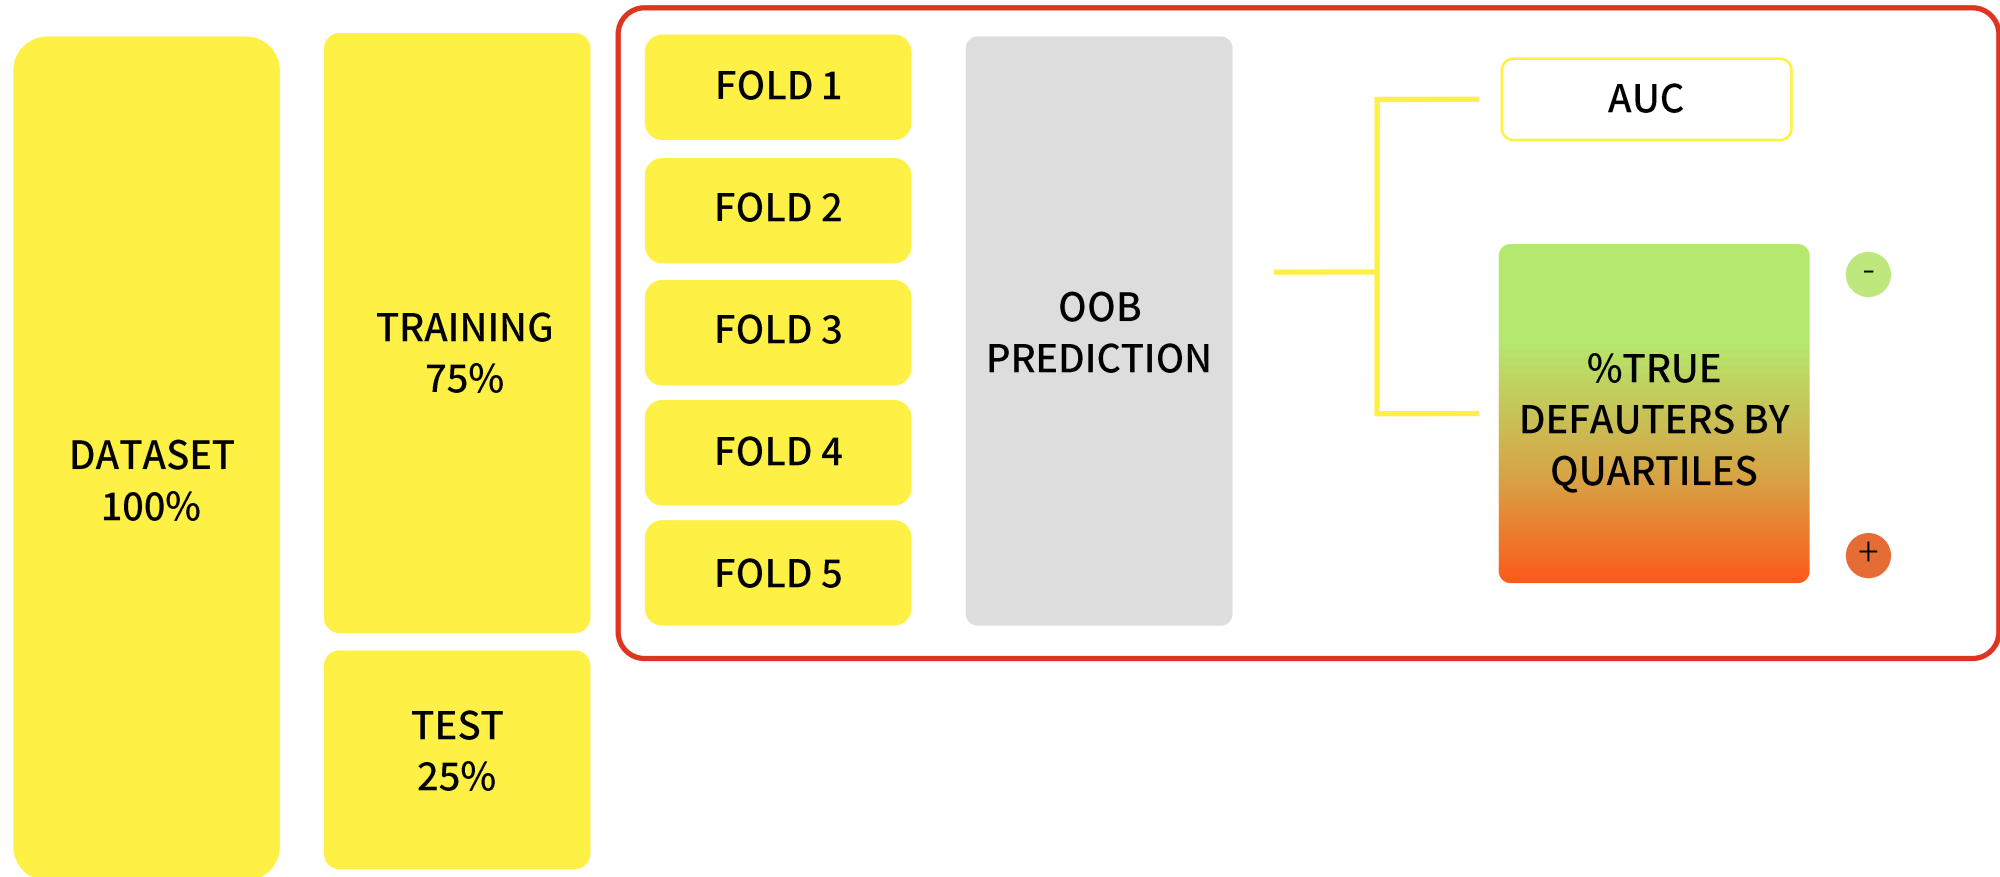 DATASET
100%
TRAINING
75%
TEST
25%
FOLD 1
FOLD 2
FOLD 3
FOLD 4
FOLD 5
OOB
PREDICTION
AUC
%TRUE
DEFAUTERS BY
QUARTILES
-
+